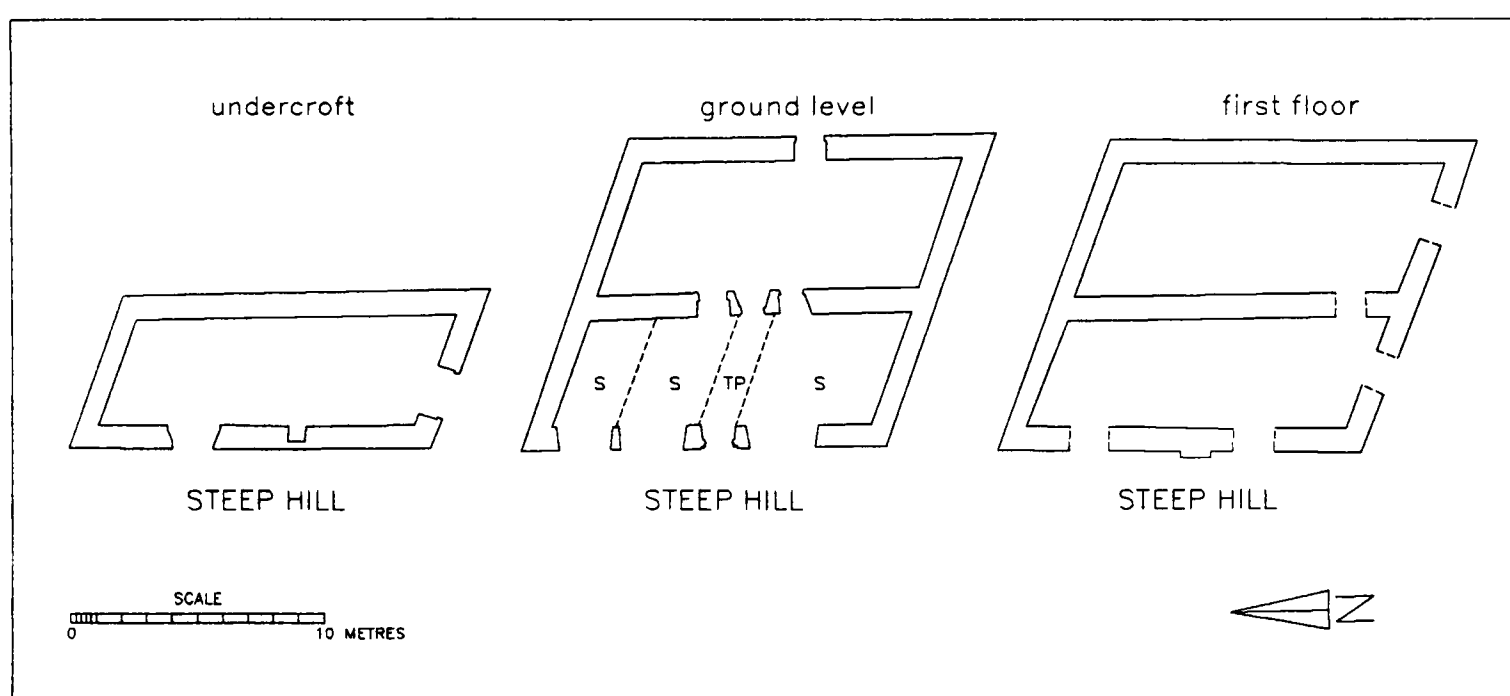 undercroft
ground level
first floor
S S TP S
STEEP HILL
STEEP HILL
STEEP HILL
SCALE
0 10 METRES
N